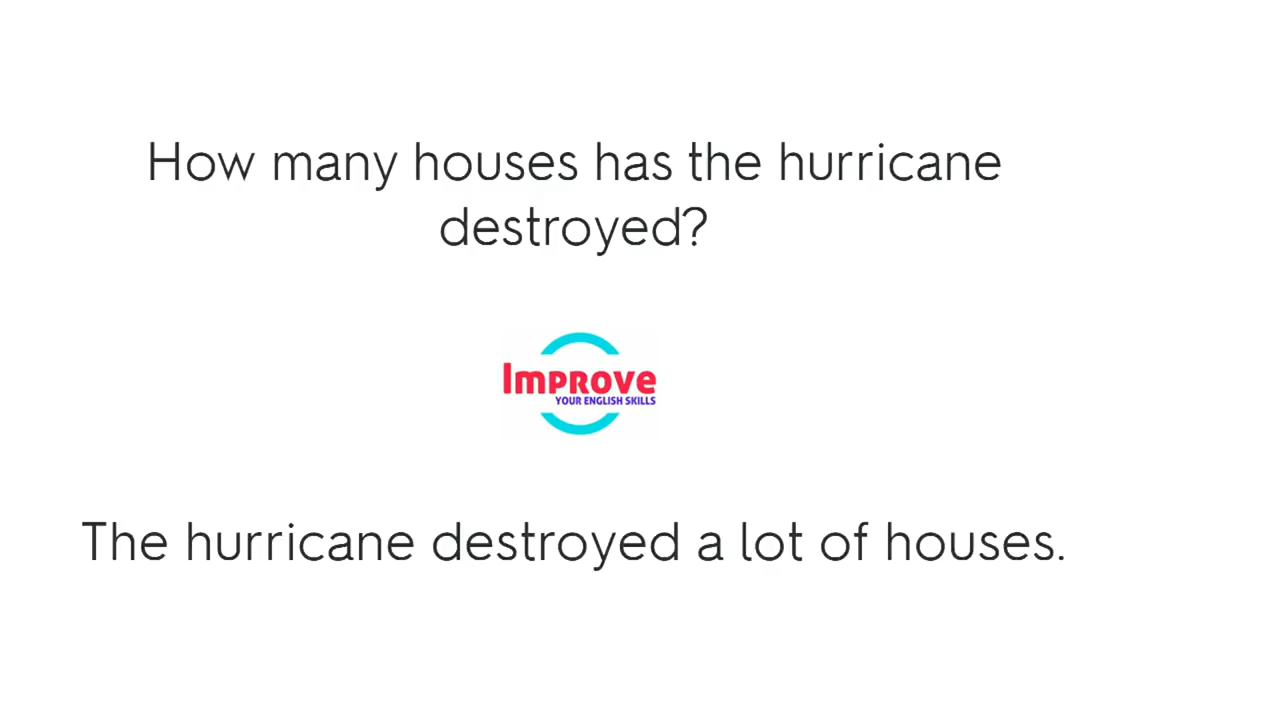 How many houses has the hurricane
destroyed?
Improve
YOUR ENGLISH SKILLS
The hurricane destroyed a lot of houses.